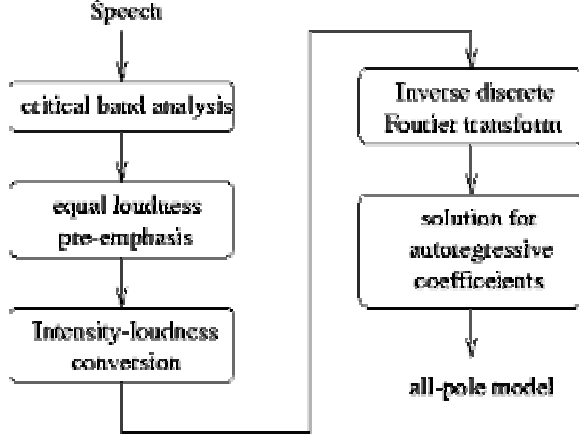 Speech
critical band analysis
equal loudness
pre-emphasis
Intensity-loudness
conversion
Inverse discrete
Fourier transform
solution for
autoregressive
coefficeients
all-pole model